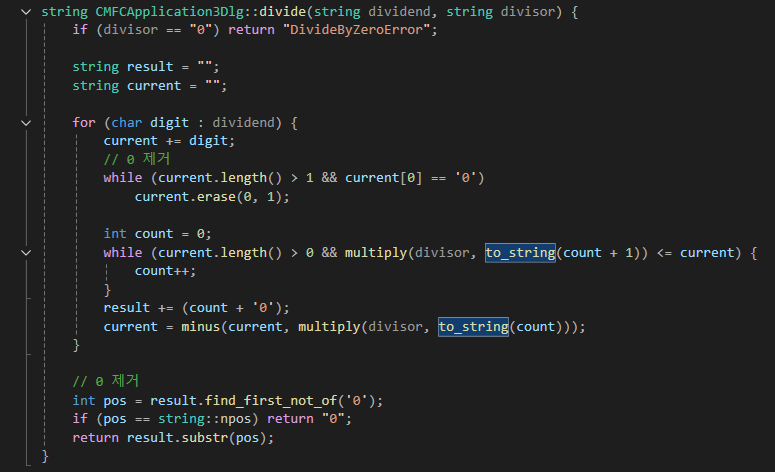 string CMFCApplication3Dlg::divide(string dividend, string divisor) {
if (divisor == "0") return "DivideByZeroError";
string result = "";
string current = "";
for (char digit : dividend) {
current += digit;
// 0 제거
while (current.length() > 1 && current[0] == '0')
current.erase(0, 1);
int count = 0;
while (current.length() > 0 && multiply(divisor, to_string(count + 1)) <= current) {
count++;
}
result += (count + '0');
current = minus(current, multiply(divisor, to_string(count)));
}
// 0 제거
int pos = result.find_first_not_of('0');
if (pos == string::npos) return "0";
return result.substr(pos);
}